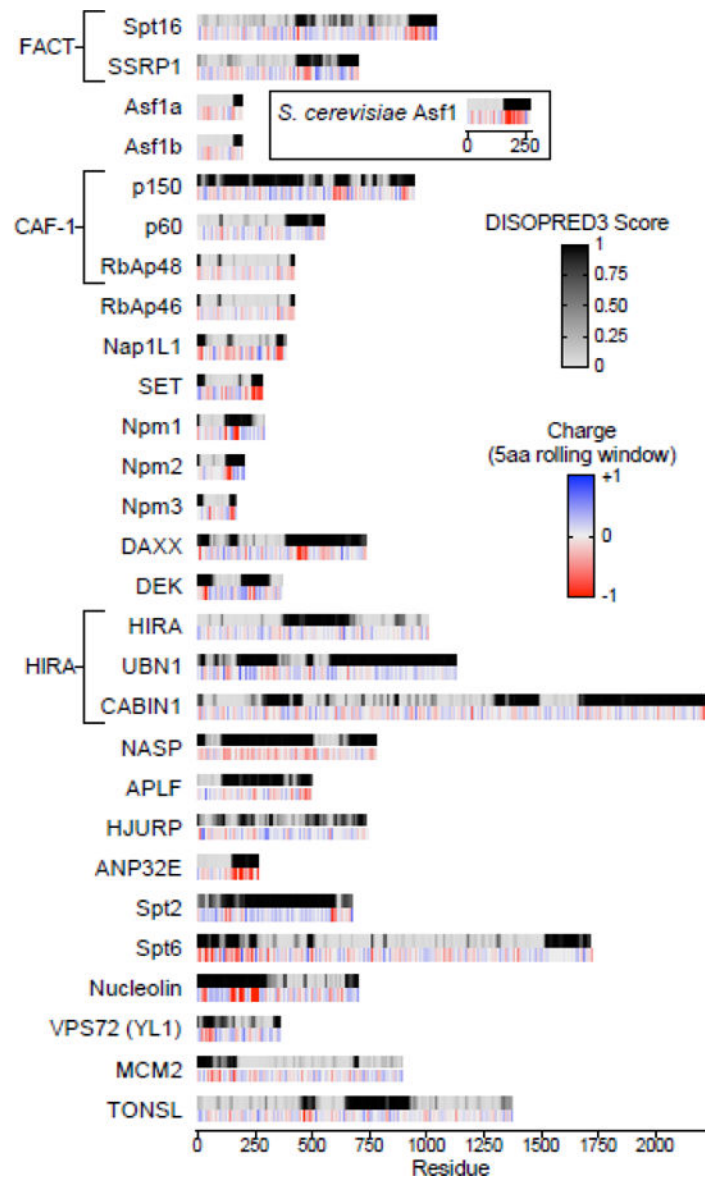 FACT
Spt16
SSRP1
Asf1a
Asf1b
S. cerevisiae Asf1
0 250
CAF-1
p150
p60
RbAp48
RbAp46
Nap1L1
SET
Npm1
Npm2
Npm3
DAXX
DEK
HIRA
HIRA
UBN1
CABIN1
NASP
APLF
HJURP
ANP32E
Spt2
Spt6
Nucleolin
VPS72 (YL1)
MCM2
TONSL
DISOPRED3 Score
1
0.75
0.5
0.25
0
Charge
(5aa rolling window)
+1
0
-1
0 250 500 750 1000 1250 1500 1750 2000
Residue